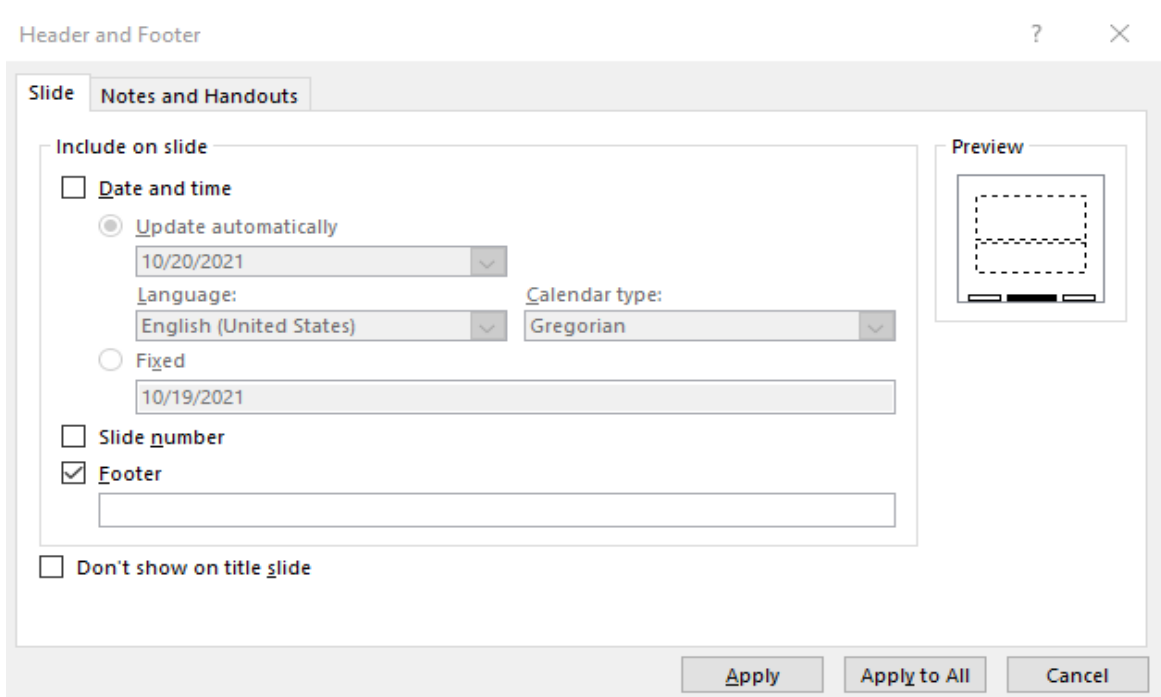 Header and Footer ?
Slide Notes and Handouts
Include on slide Preview
Date and time
Update automatically
10/20/2021
Language: Calendar type:
English (United States) Gregorian
Fixed
10/19/2021
Slide number
Footer
Don't show on title slide
Apply Apply to All Cancel